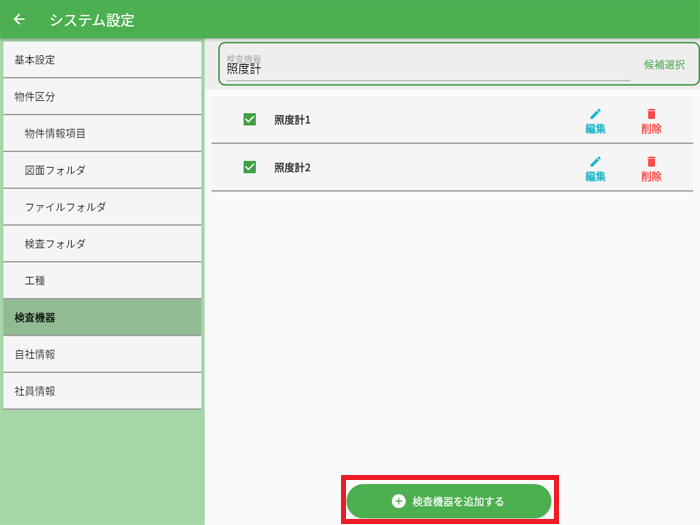 システム設定
基本設定
物件区分
物件情報項目
図面フォルダ
ファイルフォルダ
検査フォルダ
工種
検査機器
自社情報
社員情報
検査機器
照度計
候補選択
照度計1
編集
削除
照度計2
編集
削除
検査機器を追加する